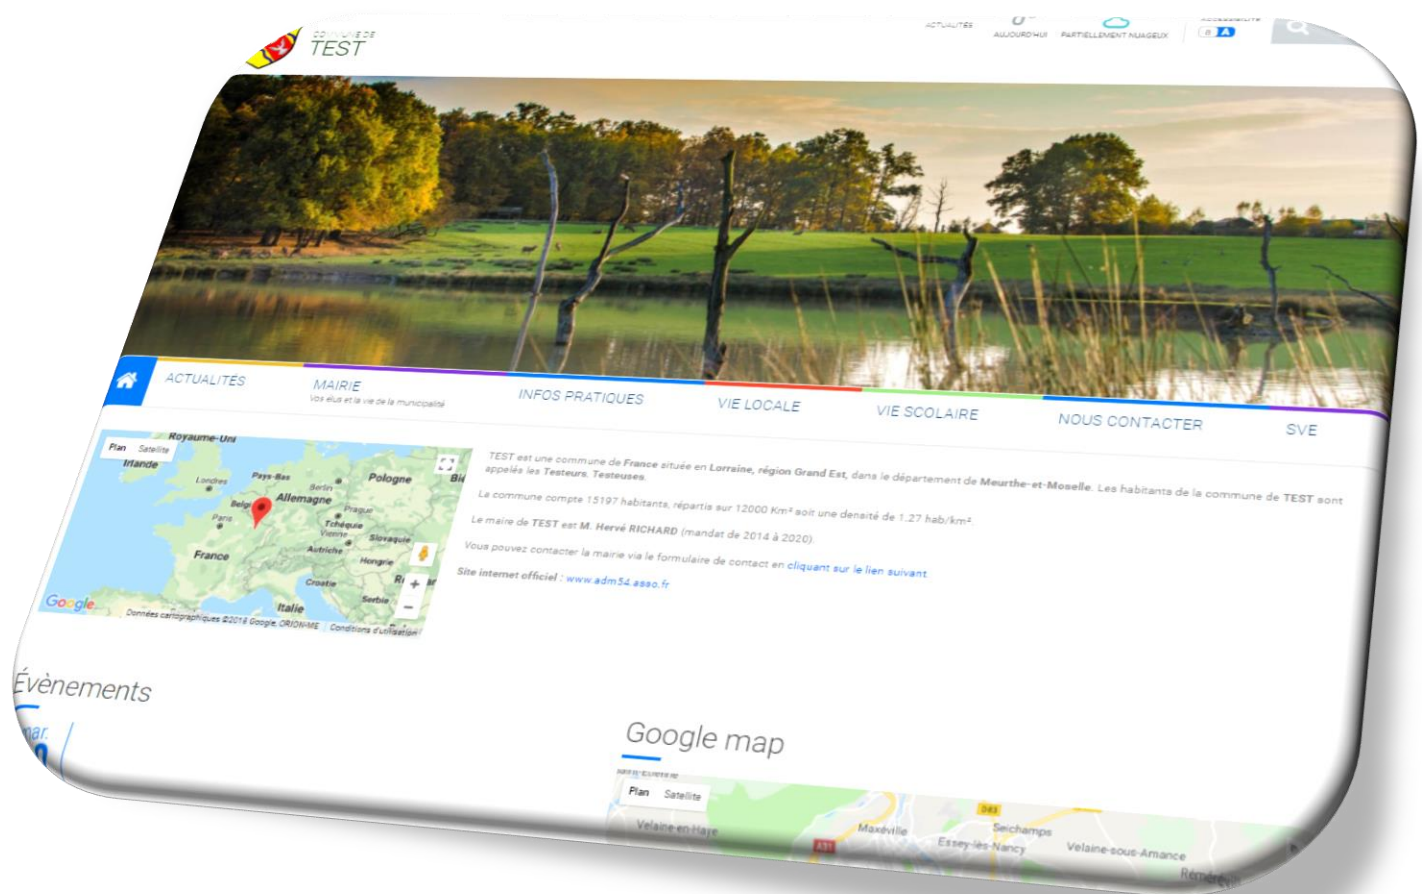 COMMUNE DE
TEST
ACTUALITÉS
AUJOURD'HUI
PARTIELLEMENT NUAGEUX
A
ACTUALITÉS
MAIRIE
Vos élus et la vie de la municipalité
INFOS PRATIQUES
VIE LOCALE
VIE SCOLAIRE
NOUS CONTACTER
SVE
Royaume-Uni
Plan Satellite
Irlande
Londres
Pays-Bas
Berlin
Pologne
Allemagne
Prague
Paris
Tchéquie
Vienne
Slovaquie
France
Autriche
Hongrie
Croatie
Serbie
Italie
Google
Données cartographiques ©2018 Google, ORION-ME Conditions d'utilisation
TEST est une commune de France située en Lorraine, région Grand Est, dans le département de Meurthe-et-Moselle. Les habitants de la commune de TEST sont
appelés les Testeurs, Testeuses.
La commune compte 15197 habitants, répartis sur 12000 Km² soit une densité de 1.27 hab/km².
Le maire de TEST est M. Hervé RICHARD (mandat de 2014 à 2020).
Vous pouvez contacter la mairie via le formulaire de contact en cliquant sur le lien suivant
Site internet officiel : www.adm54.asso.fr
Évènements
mar.
Google map
Plan Satellite
Velaine-en-Haye
A31
Maxéville
D83
Seichamps
Essey-lès-Nancy
Velaine-sous-Amance